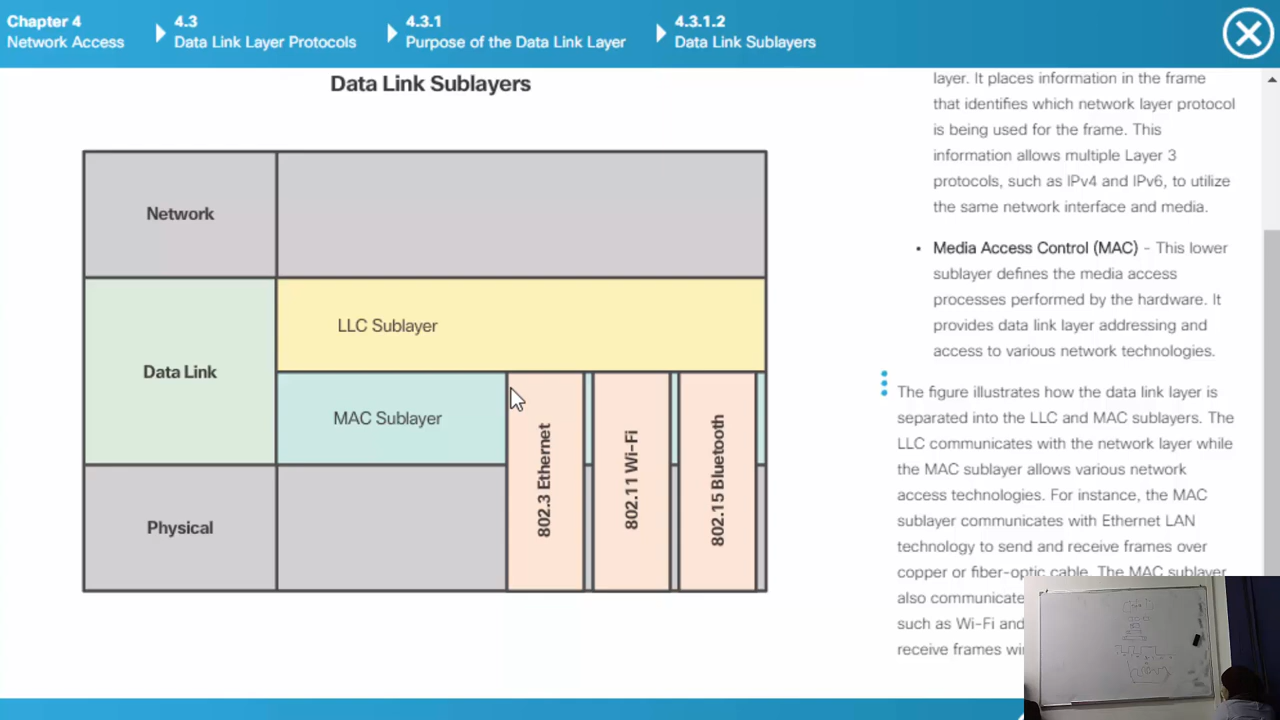 Chapter 4
Network Access
4.3
Data Link Layer Protocols
4.3.1
Purpose of the Data Link Layer
4.3.1.2
Data Link Sublayers
Data Link Sublayers
Network
Data Link
Physical
LLC Sublayer
MAC Sublayer
802.3 Ethernet
802.11 Wi-Fi
802.15 Bluetooth
layer. It places information in the frame
that identifies which network layer protocol
is being used for the frame. This
information allows multiple Layer 3
protocols, such as IPv4 and IPv6, to utilize
the same network interface and media.
• Media Access Control (MAC) - This lower
sublayer defines the media access
processes performed by the hardware. It
provides data link layer addressing and
access to various network technologies.
The figure illustrates how the data link layer is
separated into the LLC and MAC sublayers. The
LLC communicates with the network layer while
the MAC sublayer allows various network
access technologies. For instance, the MAC
sublayer communicates with Ethernet LAN
technology to send and receive frames over
copper or fiber-optic cable. The MAC sublayer
also communicate
such as Wi-Fi and
receive frames